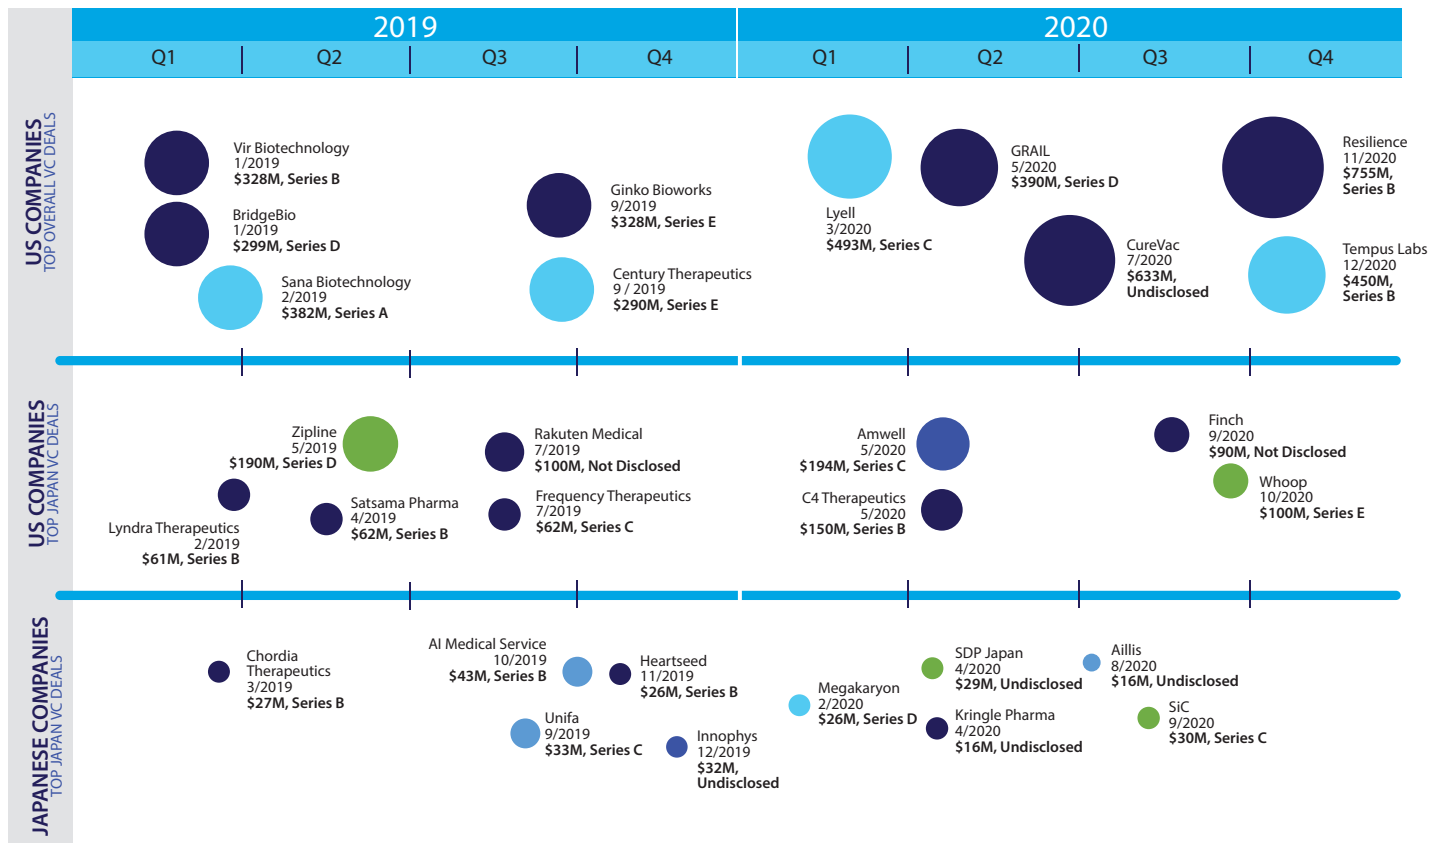 2019
2020
Q1
Q2
Q3
Q4
Q1
Q2
Q3
Q4
US COMPANIES
TOP OVERALL VC DEALS
Vir Biotechnology
1/2019
$328M, Series B
BridgeBio
1/2019
$299M, Series D
Sana Biotechnology
2/2019
$382M, Series A
Ginko Bioworks
9/2019
$328M, Series E
Century Therapeutics
9 / 2019
$290M, Series E
Lyell
3/2020
$493M, Series C
GRAIL
5/2020
$390M, Series D
CureVac
7/2020
$633M,
Undisclosed
Resilience
11/2020
$755M,
Series B
Tempus Labs
12/2020
$450M,
Series B
US COMPANIES
TOP JAPAN VC DEALS
Zipline
5/2019
$190M, Series D
Lyndra Therapeutics
2/2019
$61M, Series B
Satsama Pharma
4/2019
$62M, Series B
Rakuten Medical
7/2019
$100M, Not Disclosed
Frequency Therapeutics
7/2019
$62M, Series C
Amwell
5/2020
$194M, Series C
C4 Therapeutics
5/2020
$150M, Series B
Finch
9/2020
$90M, Not Disclosed
Whoop
10/2020
$100M, Series E
JAPANESE COMPANIES
TOP JAPAN VC DEALS
Chordia
Therapeutics
3/2019
$27M, Series B
AI Medical Service
10/2019
$43M, Series B
Unifa
9/2019
$33M, Series C
Heartseed
11/2019
$26M, Series B
Innophys
12/2019
$32M,
Undisclosed
Megakaryon
2/2020
$26M, Series D
SDP Japan
4/2020
$29M, Undisclosed
Kringle Pharma
4/2020
$16M, Undisclosed
Aillis
8/2020
$16M, Undisclosed
SiC
9/2020
$30M, Series C